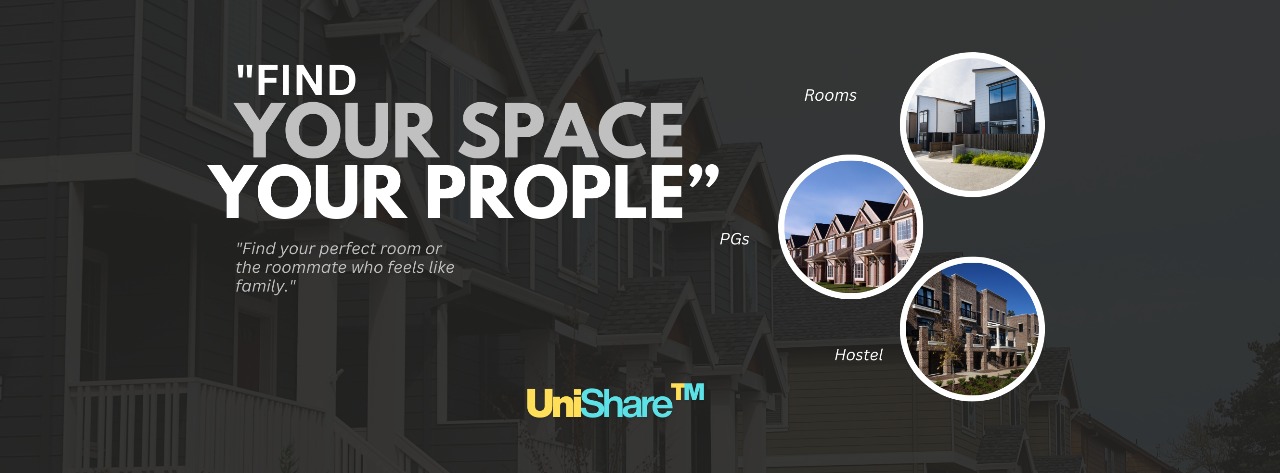 "FIND
YOUR SPACE
YOUR PROPLE”
"Find your perfect room or
the roommate who feels like
family."
Rooms
PGs
Hostel
UniShare™